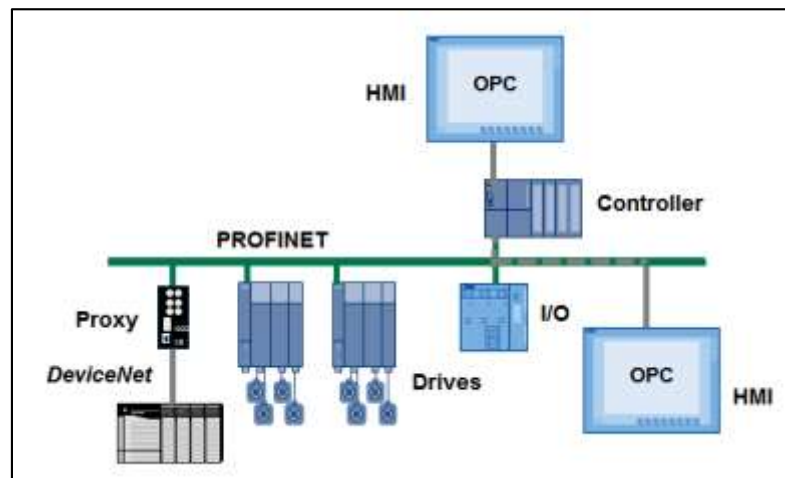 HMI
OPC
Controller
PROFINET
Proxy
I/O
DeviceNet
Drives
OPC
HMI